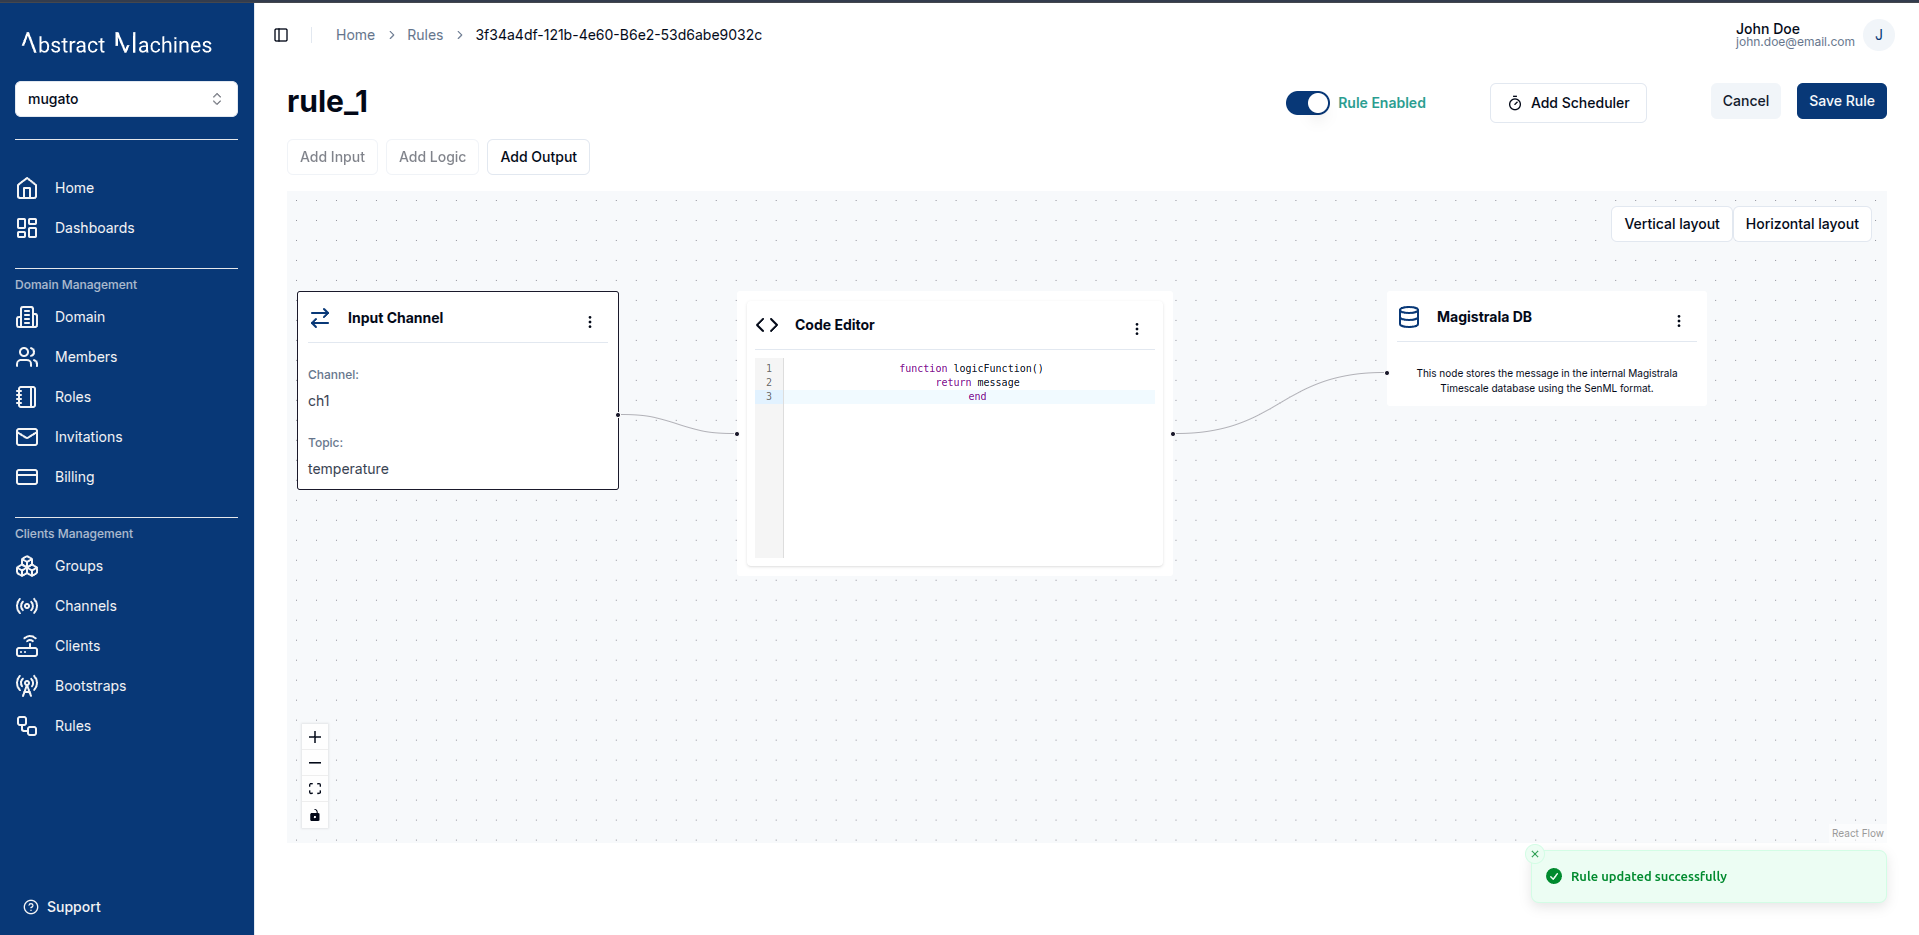 Abstract Machines
mugato
Home
Dashboards
Domain Management
Domain
Members
Roles
Invitations
Billing
Clients Management
Groups
Channels
Clients
Bootstraps
Rules
Support
Home > Rules > 3f34a4df-121b-4e60-B6e2-53d6abe9032c
John Doe
john.doe@email.com
J
rule_1
Rule Enabled
Add Scheduler
Cancel
Save Rule
Add Input
Add Logic
Add Output
Vertical layout
Horizontal layout
Input Channel
Channel:
ch1
Topic:
temperature
Code Editor
1 function logicFunction()
2 return message
3 end
Magistrala DB
This node stores the message in the internal Magistrala
Timescale database using the SenML format.
React Flow
Rule updated successfully